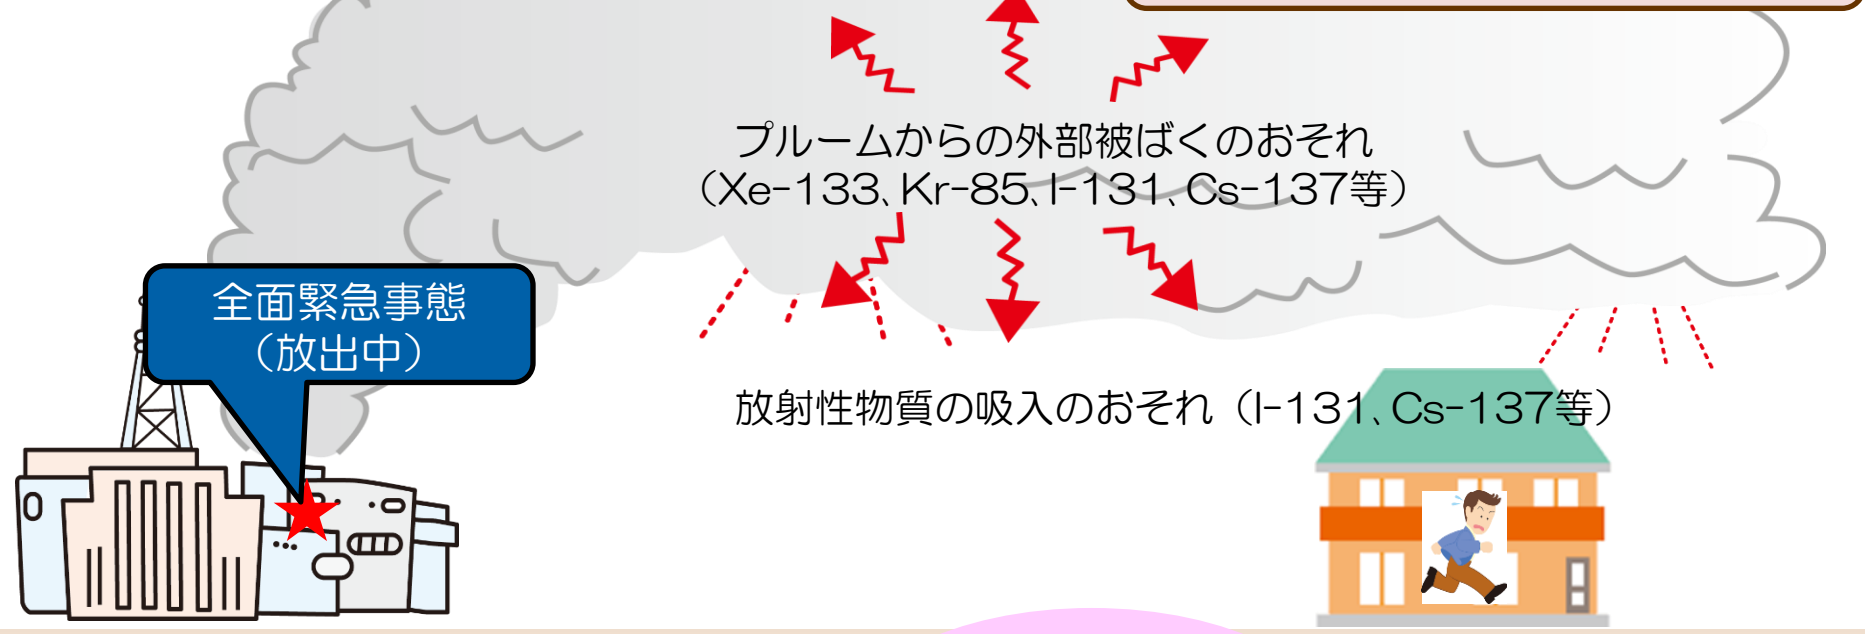 プルームからの外部被ばくのおそれ
（Xe-133、Kr-85、I-131、Cs-137等）
全面緊急事態
（放出中）
放射性物質の吸入のおそれ（I-131、Cs-137等）